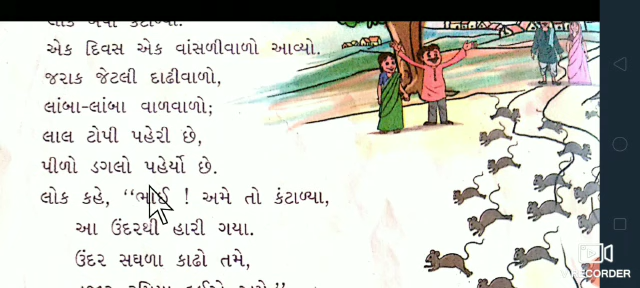 એક દિવસ એક વાંસળીવાળો આવ્યો.
જરાક જેટલી દાઢીવાળો,
લાંબા-લાંબા વાળવાળો;
લાલ ટોપી પહેરી છે,
પીળો ડગલો પહેર્યો છે.
લોક કહે, “ભાઈ ! અમે તો કંટાળ્યા,
આ ઉંદરથી હારી ગયા.
ઉંદર સઘળા કાઢો તમે,
RECORDER